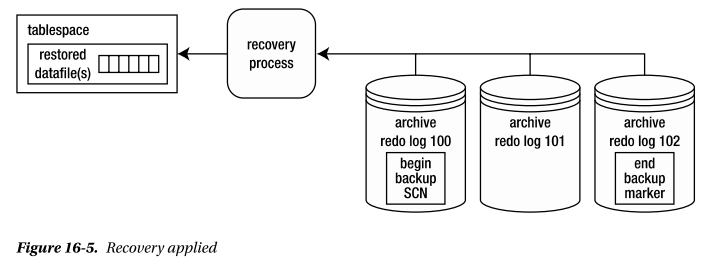 tablespace
restored
datafile(s)
recovery
process
archive
redo log 100
begin
backup
SCN
archive
redo log 101
archive
redo log 102
end
backup
marker
Figure 16-5. Recovery applied